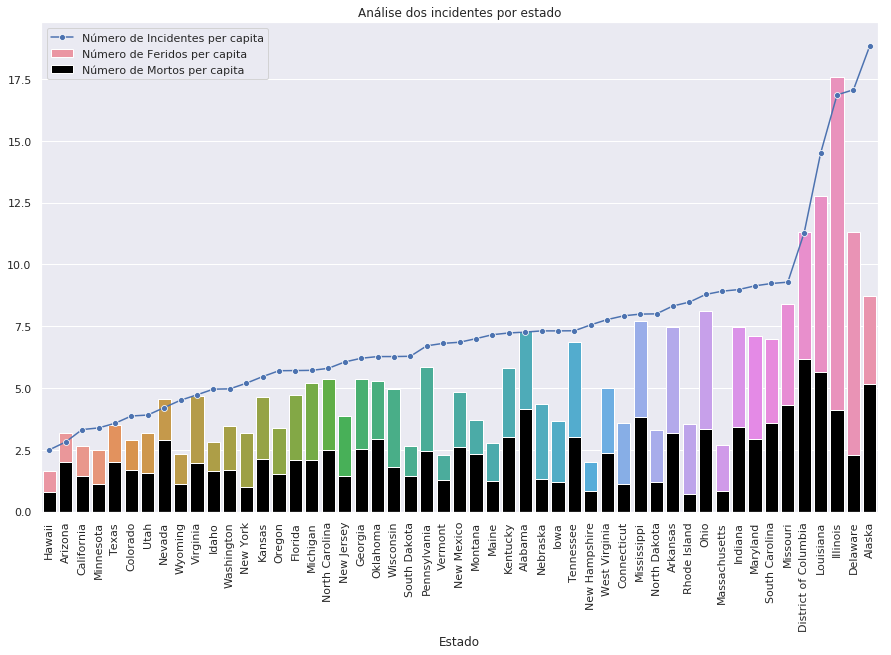 Análise dos incidentes por estado
Número de Incidentes per capita
Número de Feridos per capita
Número de Mortos per capita
17.5
15.0
12.5
10.0
7.5
5.0
2.5
0.0
Hawaii
Arizona
California
Minnesota
Texas
Colorado
Utah
Nevada
Wyoming
Virginia
Idaho
Washington
New York
Kansas
Oregon
Florida
Michigan
North Carolina
New Jersey
Georgia
Oklahoma
Wisconsin
South Dakota
Pennsylvania
Vermont
New Mexico
Montana
Maine
Kentucky
Alabama
Nebraska
Iowa
Tennessee
New Hampshire
West Virginia
Connecticut
Mississippi
North Dakota
Arkansas
Rhode Island
Ohio
Massachusetts
Indiana
Maryland
South Carolina
Missouri
District of Columbia
Louisiana
Illinois
Delaware
Alaska
Estado